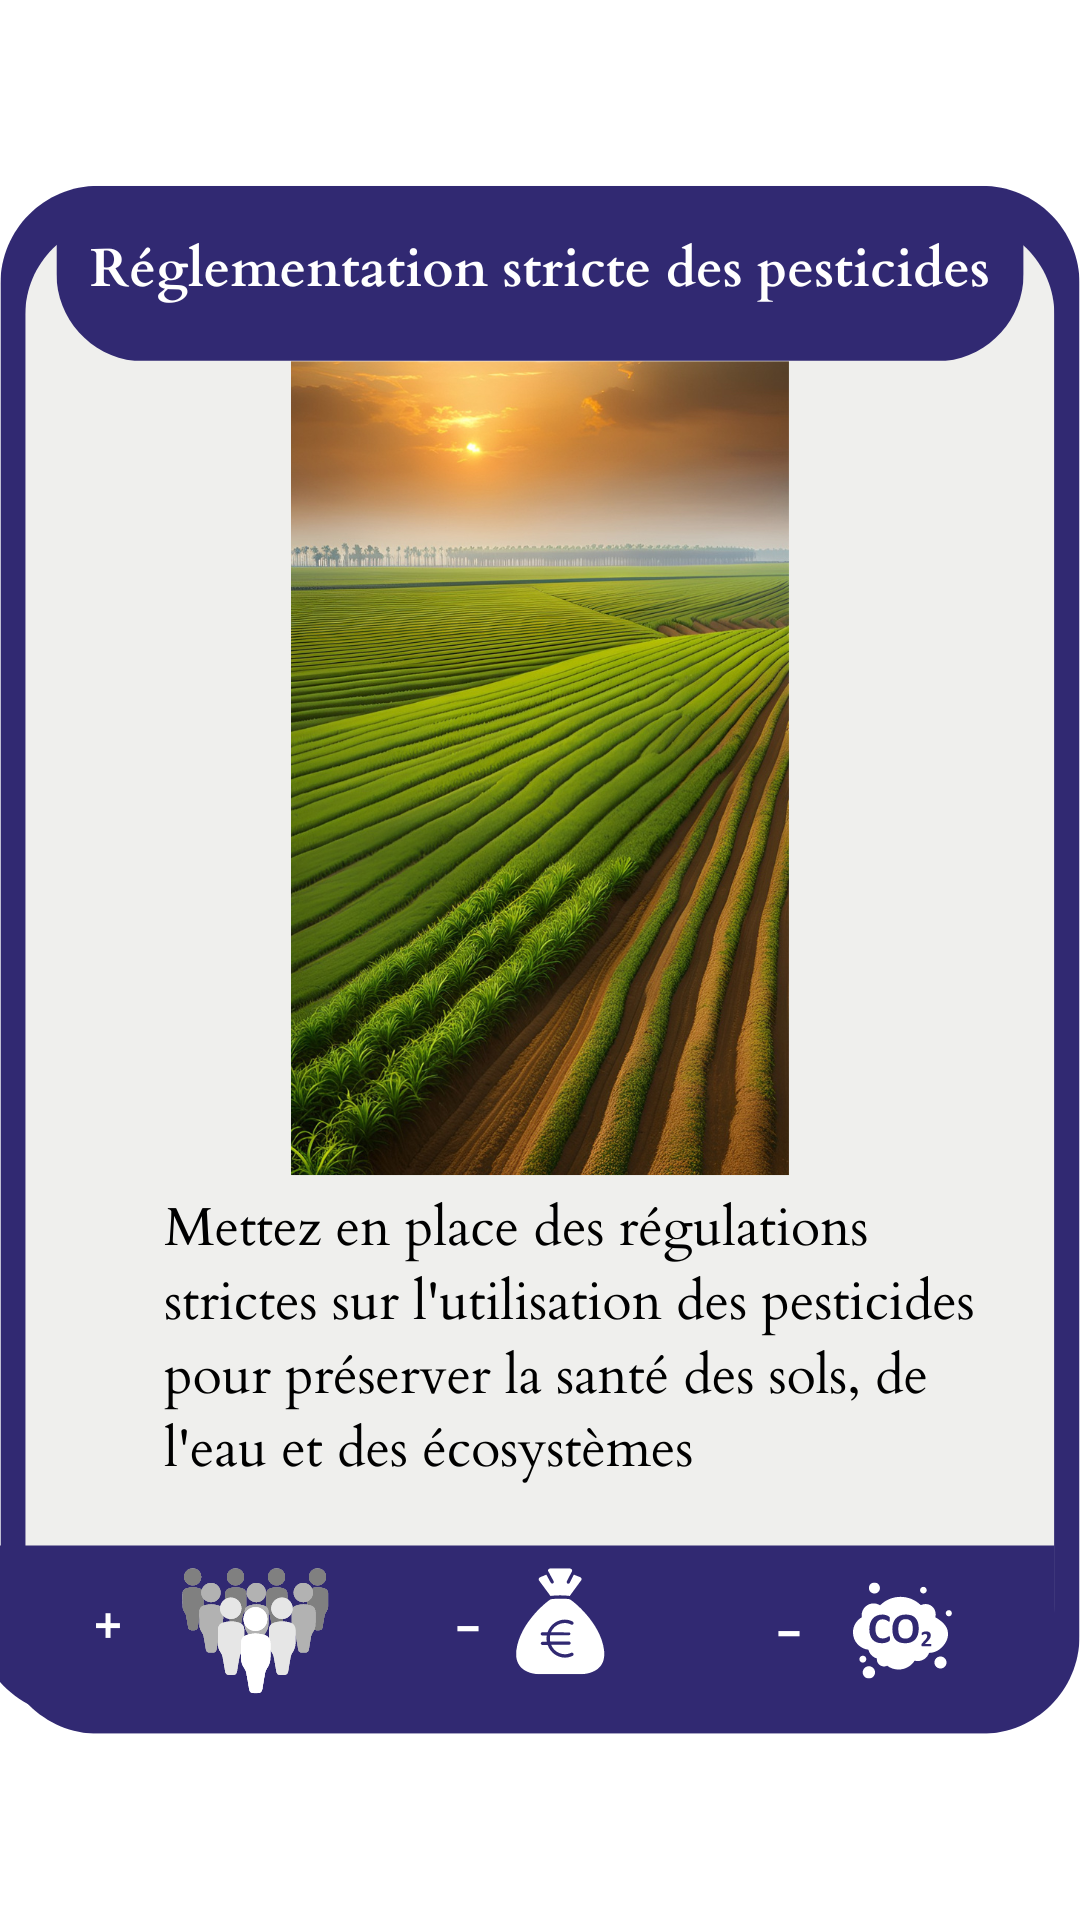 Réglementation stricte des pesticides
Mettez en place des régulations
strictes sur l'utilisation des pesticides
pour préserver la santé des sols, de
l'eau et des écosystèmes
+ - € - CO₂